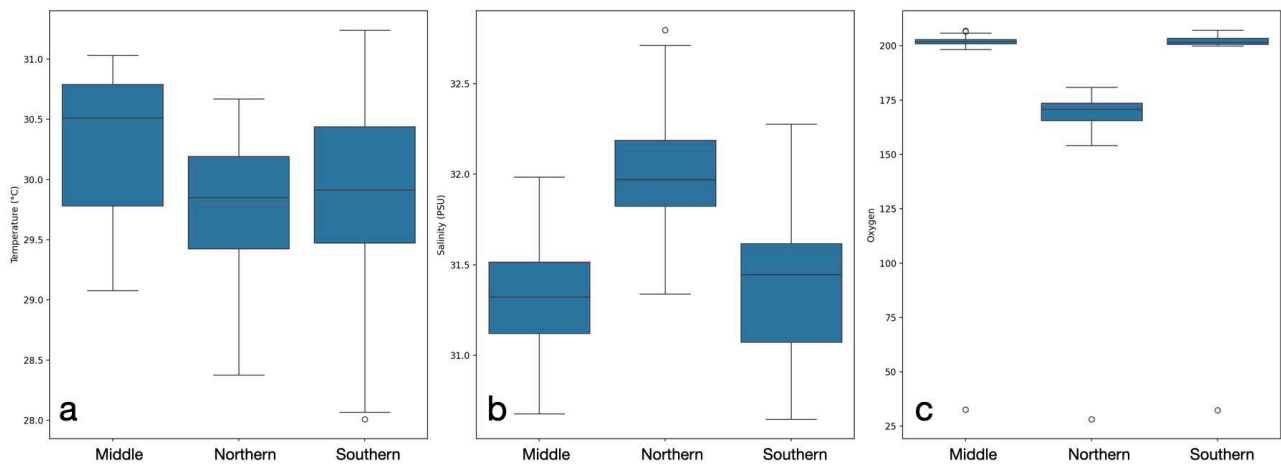 Temperature (°C)
31.0
30.5
30.0
29.5
29.0
28.5
28.0
a
Middle Northern Southern
Salinity (PSU)
32.5
32.0
31.5
31.0
b
Middle Northern Southern
Oxygen
200
175
150
125
100
75
50
25
c
Middle Northern Southern